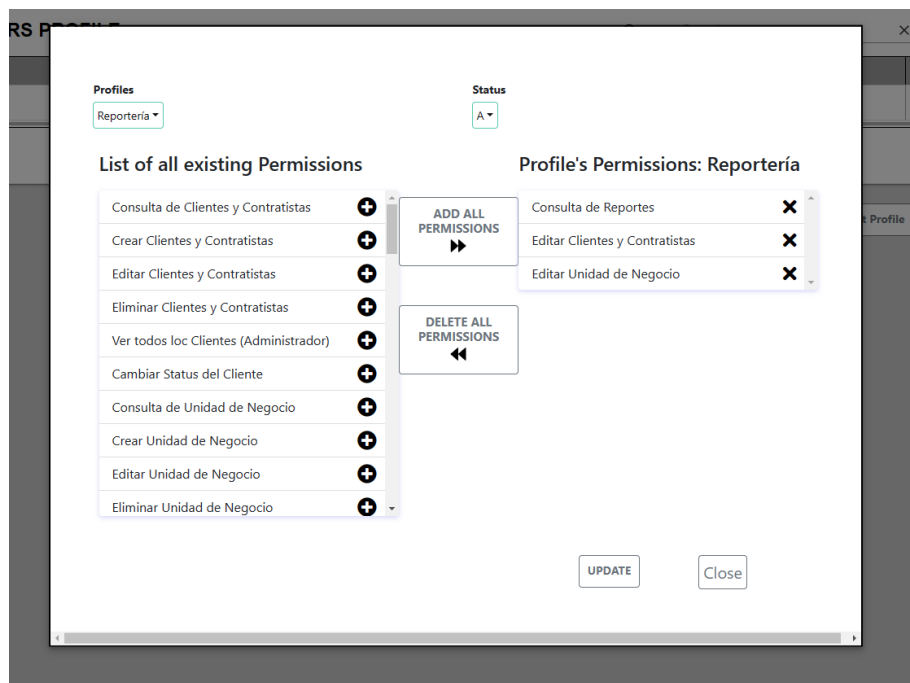 RS P
Profiles
Status
Reportería
A
List of all existing Permissions
Profile's Permissions: Reportería
Consulta de Clientes y Contratistas
Crear Clientes y Contratistas
Editar Clientes y Contratistas
Eliminar Clientes y Contratistas
Ver todos loc Clientes (Administrador)
Cambiar Status del Cliente
Consulta de Unidad de Negocio
Crear Unidad de Negocio
Editar Unidad de Negocio
Eliminar Unidad de Negocio
ADD ALL
PERMISSIONS
DELETE ALL
PERMISSIONS
Consulta de Reportes
Editar Clientes y Contratistas
Editar Unidad de Negocio
t Profile
UPDATE
Close